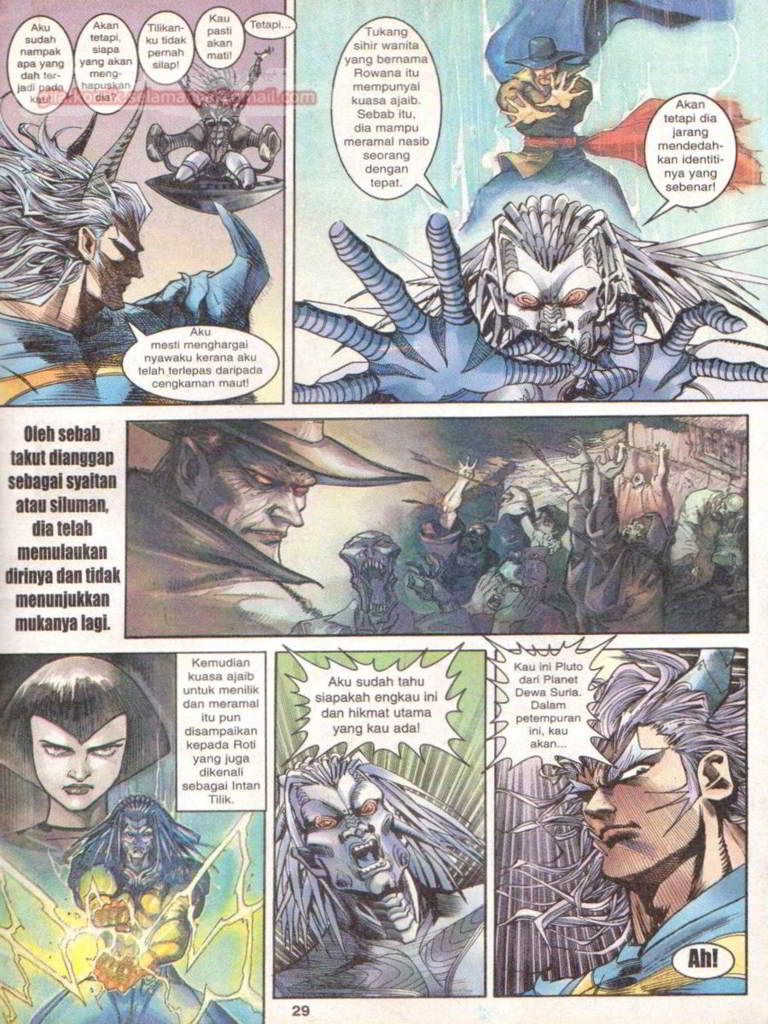 Aku
sudah
nampak
apa yang
dah ter-
jadi pada
kau!
Akan
tetapi,
siapa
yang akan
meng-
hapuskan
dia?
Tilikan-
ku tidak
pernah
silap!
Kau
pasti
akan
mati!
Tetapi...
Aku
mesti menghargai
nyawaku kerana aku
telah terlepas daripada
cengkaman maut!
Tukang
sihir wanita
yang bernama
Rowana itu
mempunyai
kuasa ajaib.
Sebab itu,
dia mampu
meramal nasib
seorang
dengan
tepat.
Akan
tetapi dia
jarang
mendedah-
kan identiti-
nya yang
sebenar!
Oleh sebab
takut dianggap
sebagai syaitan
atau siluman,
dia telah
memulaukan
dirinya dan tidak
menunjukkan
mukanya lagi.
Kemudian
kuasa ajaib
untuk menilik
dan meramal
itu pun
disampaikan
kepada Roti
yang juga
dikenali
sebagai Intan
Tilik.
Aku sudah tahu
siapakah engkau ini
dan hikmat utama
yang kau ada!
Kau ini Pluto
dari Planet
Dewa Suria.
Dalam
petempuran
ini, kau
akan...
Ah!
29